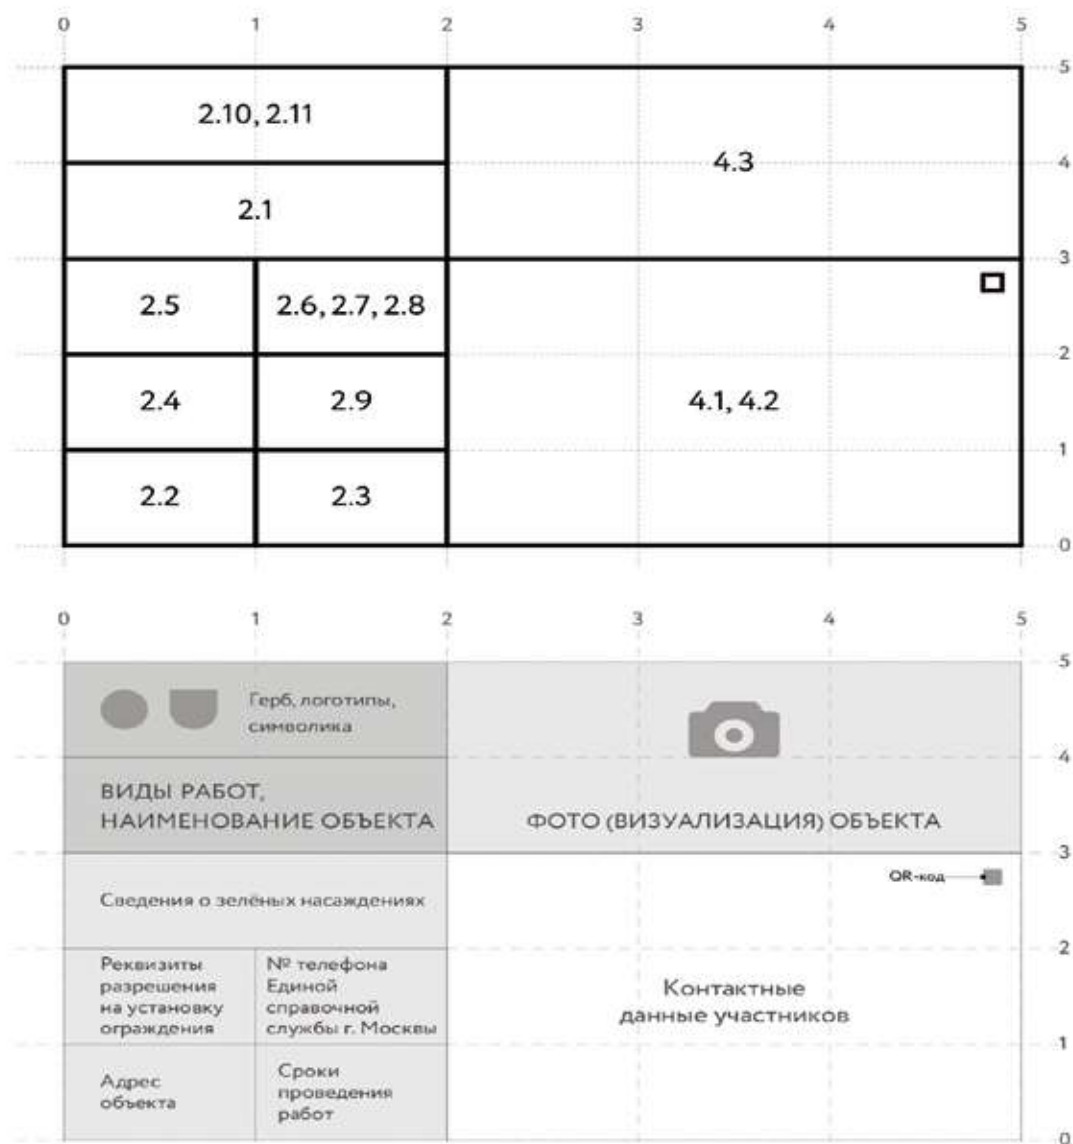 0 1 2 3 4 5
5
2.10, 2.11
4.3
4
2.1
3
2.5 2.6, 2.7, 2.8
2
2.4 2.9 4.1, 4.2
1
2.2 2.3
0
0 1 2 3 4 5
5
Герб, логотипы,
символика
4
ВИДЫ РАБОТ,
НАИМЕНОВАНИЕ ОБЪЕКТА
ФОТО (ВИЗУАЛИЗАЦИЯ) ОБЪЕКТА
3
QR-код
Сведения о зелёных насаждениях
2
Реквизиты
разрешения
на установку
ограждения
№ телефона
Единой
справочной
службы г. Москвы
Контактные
данные участников
1
Адрес
объекта
Сроки
проведения
работ
0